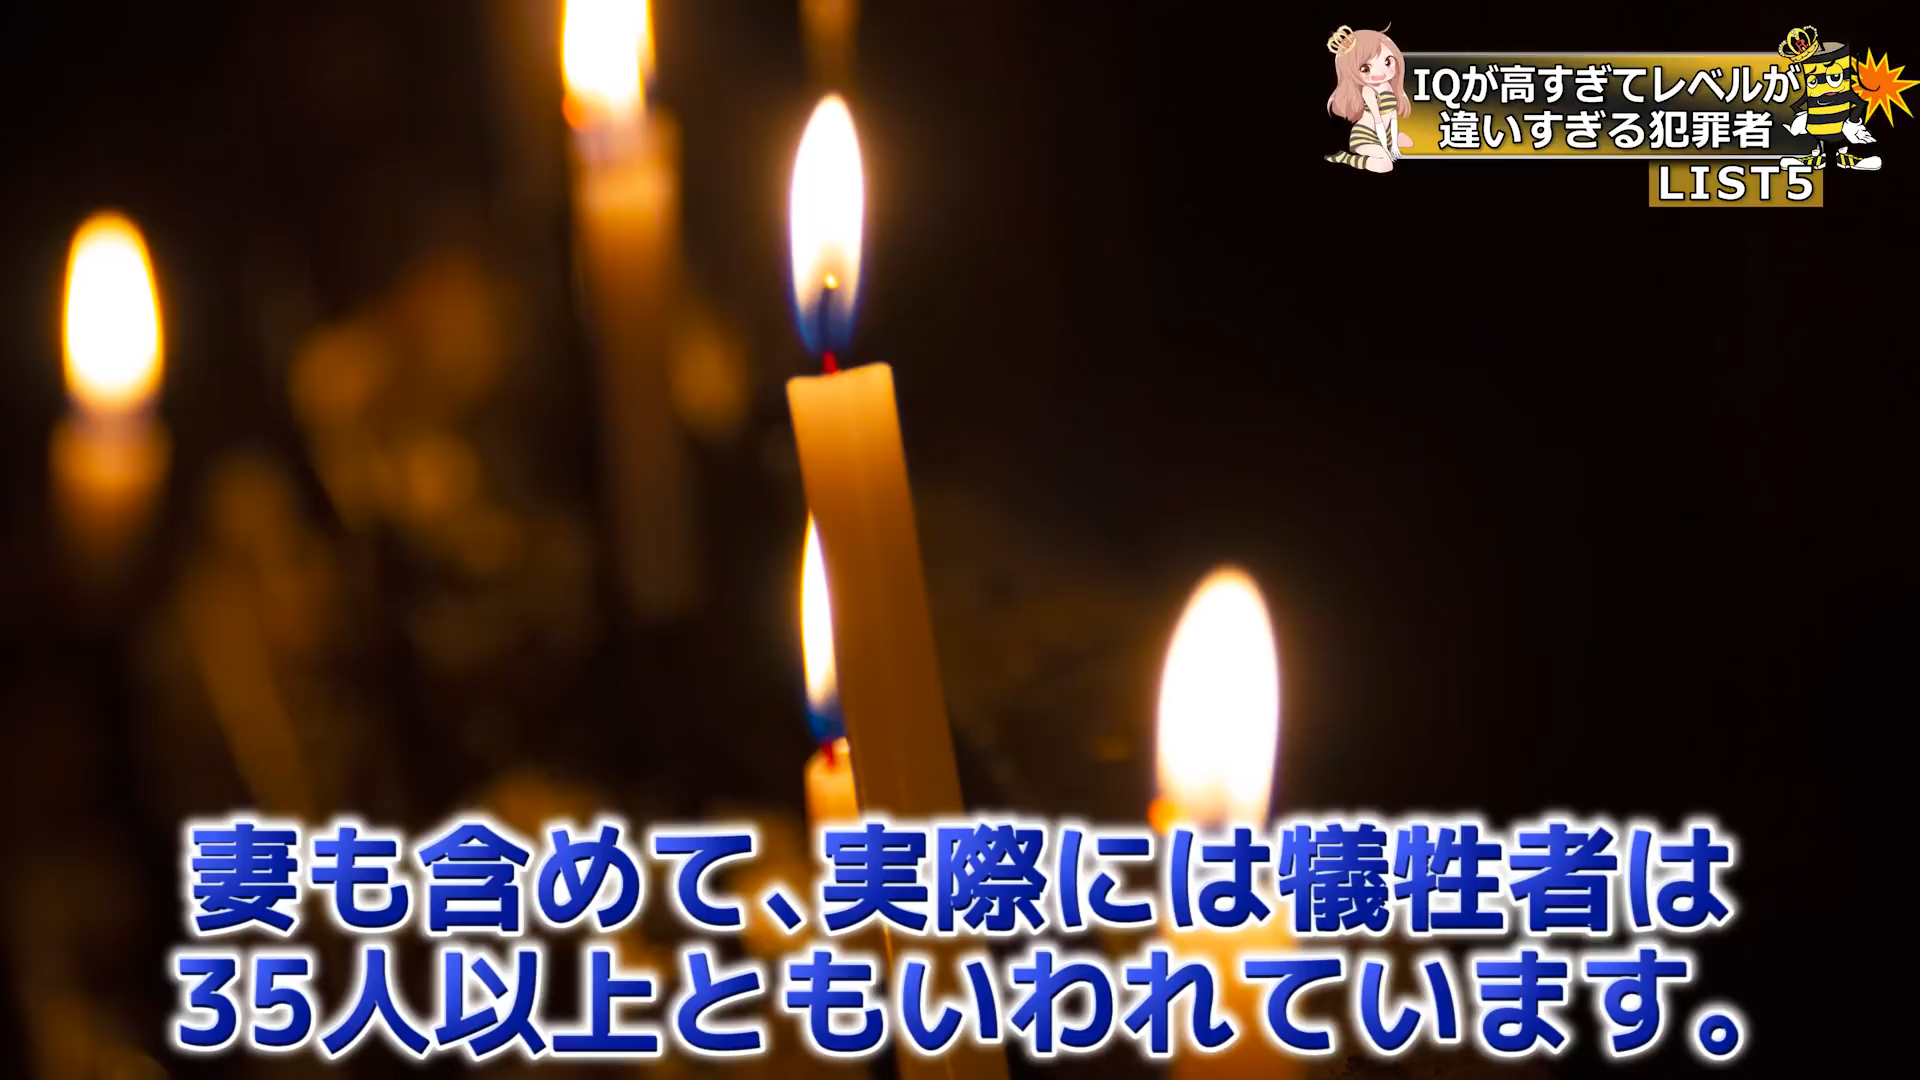 IQが高すぎてレベルが
違いすぎる犯罪者
LIST5
妻も含めて、実際には犠牲者は
35人以上ともいわれています。